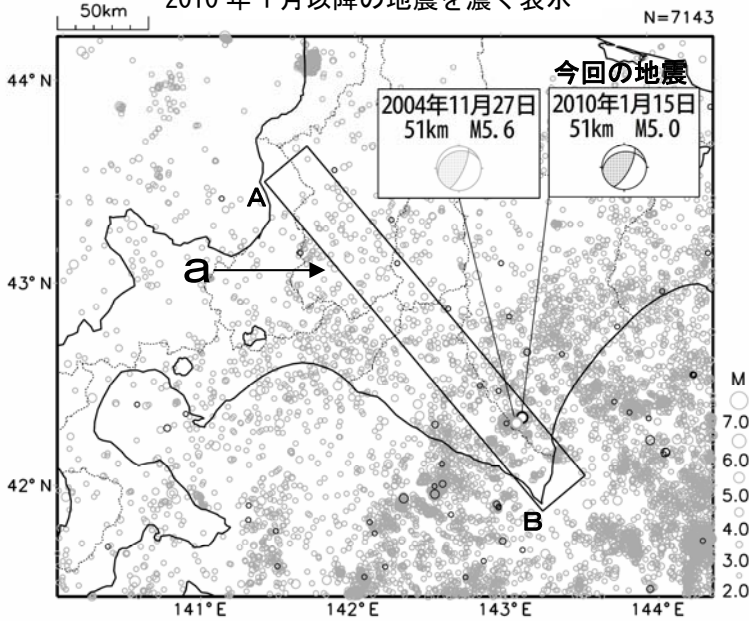 2010 年 1 月以降の地震を濃く表示
50km
N=7143
44°N
今回の地震
2004年11月27日
51km M5.6
2010年1月15日
51km M5.0
A
43°N
a
M
7.0
6.0
42°N
5.0
B
4.0
3.0
2.0
141°E
142°E
143°E
144°E